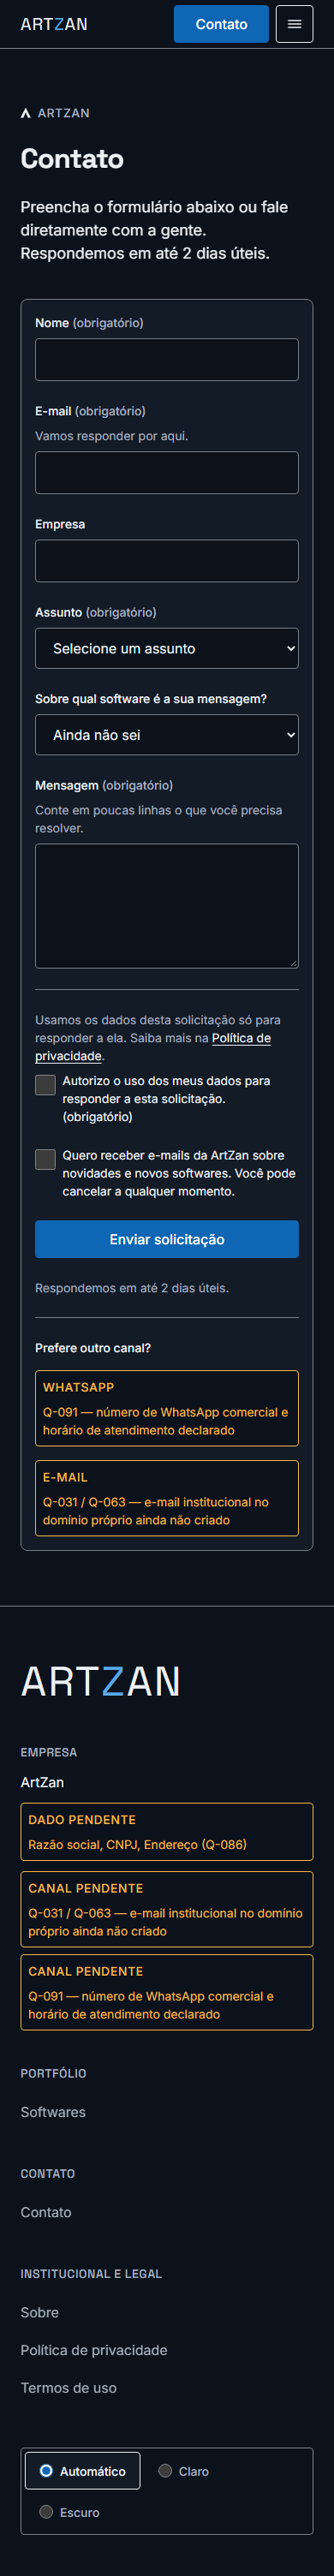 ARTZAN
Contato
ARTZAN
Contato
Preencha o formulário abaixo ou fale
diretamente com a gente.
Respondemos em até 2 dias úteis.
Nome (obrigatório)
E-mail (obrigatório)
Vamos responder por aqui.
Empresa
Assunto (obrigatório)
Selecione um assunto
Sobre qual software é a sua mensagem?
Ainda não sei
Mensagem (obrigatório)
Conte em poucas linhas o que você precisa
resolver.
Usamos os dados desta solicitação só para
responder a ela. Saiba mais na Política de
privacidade.
Autorizo o uso dos meus dados para
responder a esta solicitação.
(obrigatório)
Quero receber e-mails da ArtZan sobre
novidades e novos softwares. Você pode
cancelar a qualquer momento.
Enviar solicitação
Respondemos em até 2 dias úteis.
Prefere outro canal?
WHATSAPP
Q-091 — número de WhatsApp comercial e
horário de atendimento declarado
E-MAIL
Q-031 / Q-063 — e-mail institucional no
domínio próprio ainda não criado
ARTZAN
EMPRESA
ArtZan
DADO PENDENTE
Razão social, CNPJ, Endereço (Q-086)
CANAL PENDENTE
Q-031 / Q-063 — e-mail institucional no domínio
próprio ainda não criado
CANAL PENDENTE
Q-091 — número de WhatsApp comercial e
horário de atendimento declarado
PORTFÓLIO
Softwares
CONTATO
Contato
INSTITUCIONAL E LEGAL
Sobre
Política de privacidade
Termos de uso
Automático
Claro
Escuro